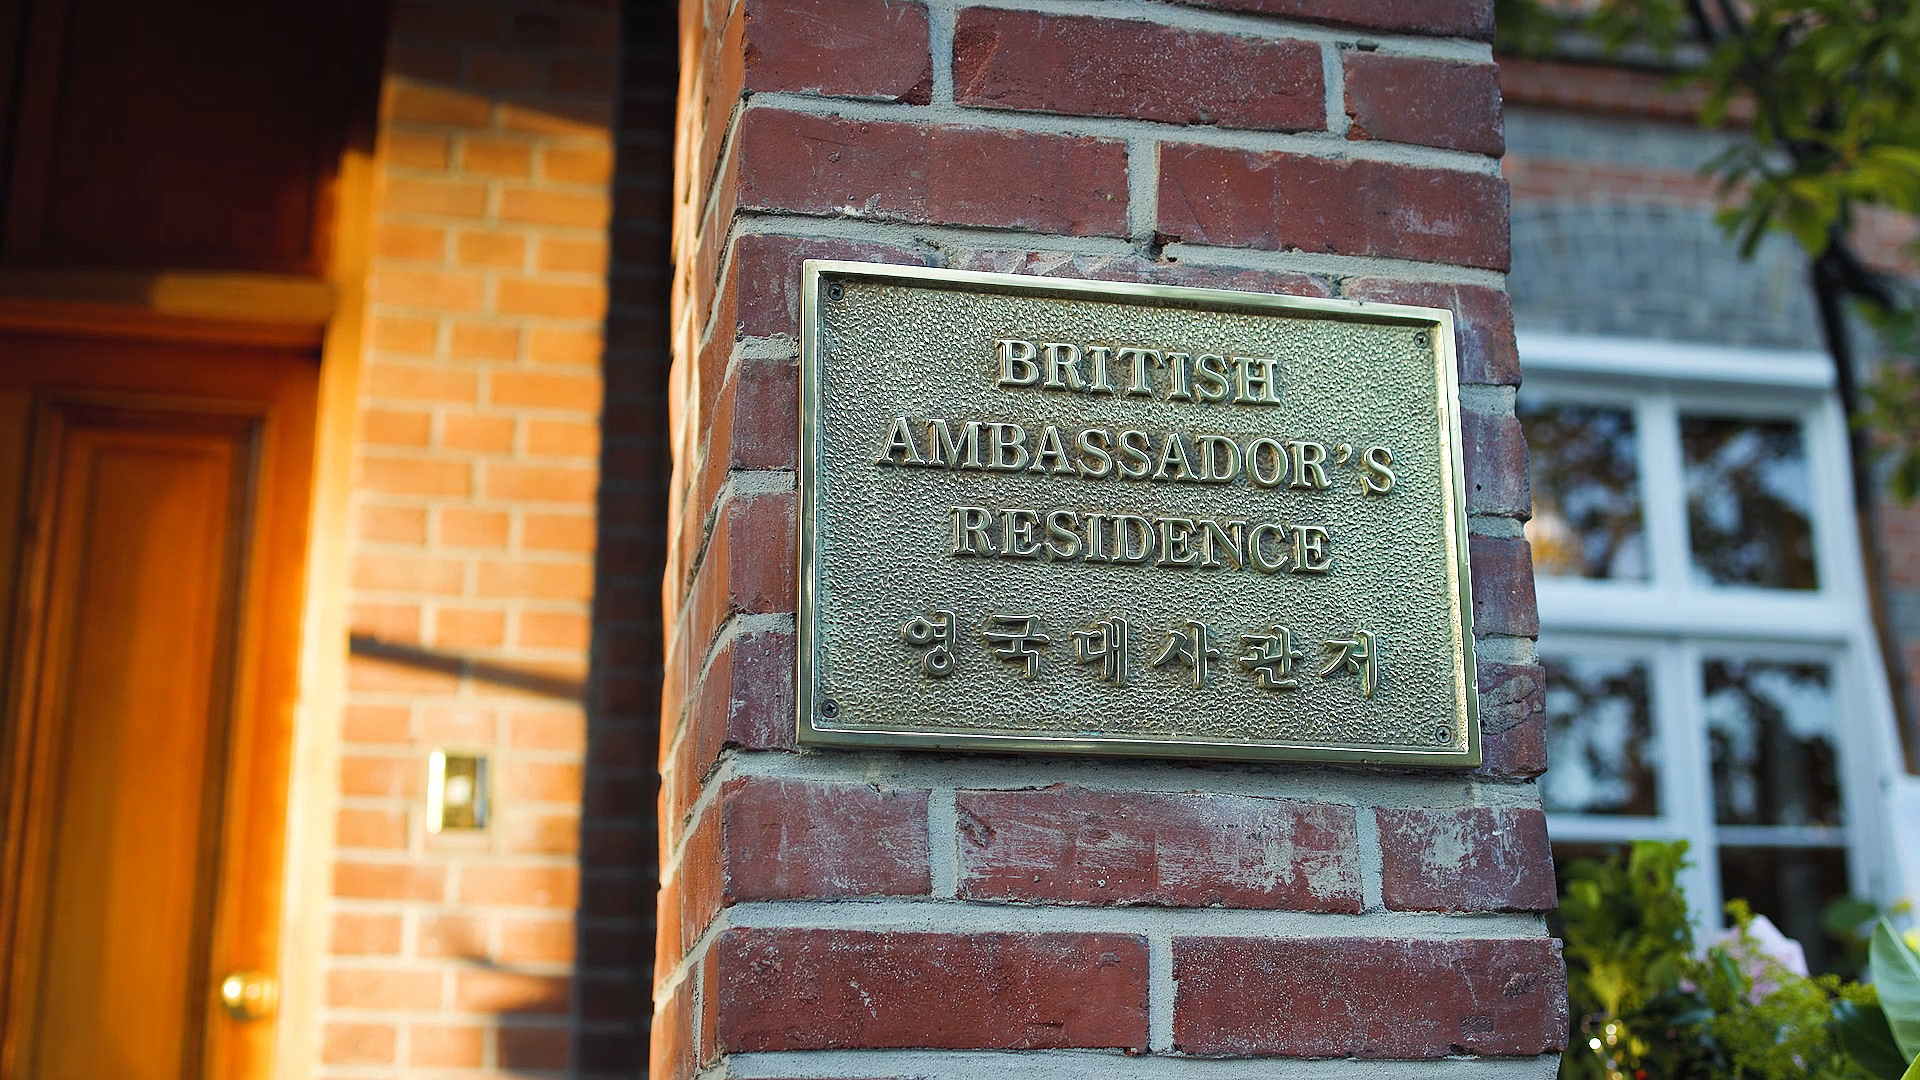 BRITISH
AMBASSADOR'S
RESIDENCE
영국대사관저